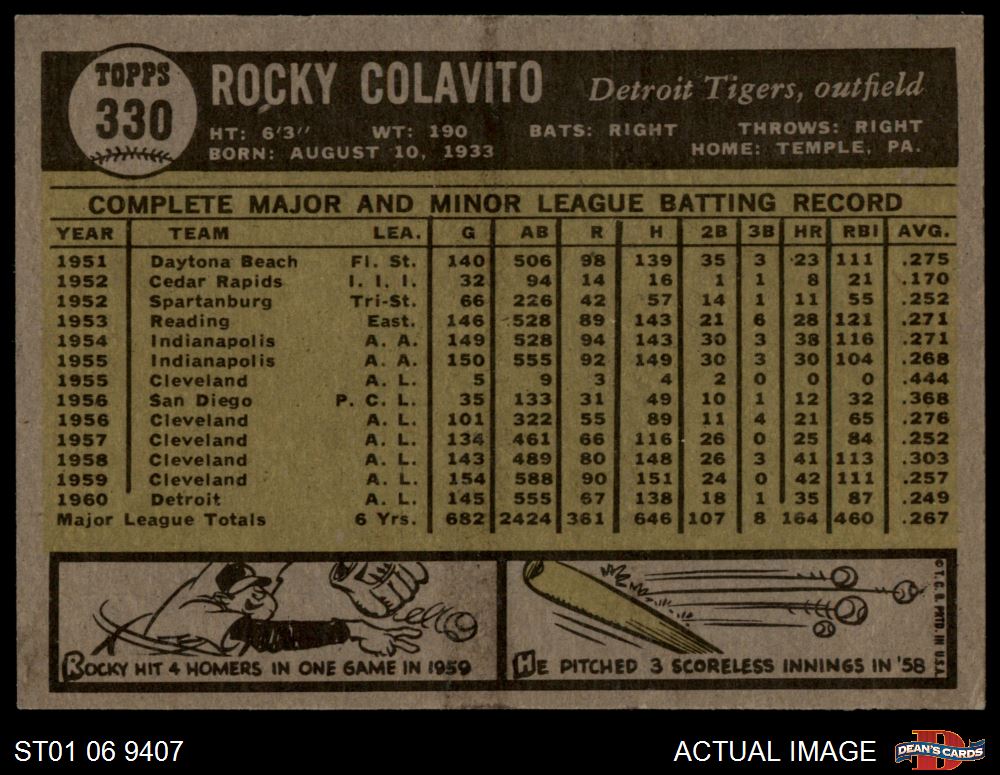 TOPPS
330
ROCKY COLAVITO Detroit Tigers, outfield
HT: 6'3" WT: 190 BATS: RIGHT THROWS: RIGHT
BORN: AUGUST 10, 1933 HOME: TEMPLE, PA.
COMPLETE MAJOR AND MINOR LEAGUE BATTING RECORD
YEAR TEAM LEA. G AB R H 2B 3B HR RBI AVG.
1951 Daytona Beach Fl. St. 140 506 98 139 35 3 23 111 .275
1952 Cedar Rapids I. I. I. 32 94 14 16 1 1 8 21 .170
1952 Spartanburg Tri-St. 66 226 42 57 14 1 11 55 .252
1953 Reading East. 146 528 89 143 21 6 28 121 .271
1954 Indianapolis A. A. 149 528 94 143 30 3 38 116 .271
1955 Indianapolis A. A. 150 555 92 149 30 3 30 104 .268
1955 Cleveland A. L. 5 9 3 4 2 0 0 0 .444
1956 San Diego P. C. L. 35 133 31 49 10 1 12 32 .368
1956 Cleveland A. L. 101 322 55 89 11 4 21 65 .276
1957 Cleveland A. L. 134 461 66 116 26 0 25 84 .252
1958 Cleveland A. L. 143 489 80 148 26 3 41 113 .303
1959 Cleveland A. L. 154 588 90 151 24 0 42 111 .257
1960 Detroit A. L. 145 555 67 138 18 1 35 87 .249
Major League Totals 6 Yrs. 682 2424 361 646 107 8 164 460 .267
ROCKY HIT 4 HOMERS IN ONE GAME IN 1959
HE PITCHED 3 SCORELESS INNINGS IN '58
© T. C. G. PRTD. IN U.S.A.
ST01 06 9407
ACTUAL IMAGE
D
DEAN'S CARDS